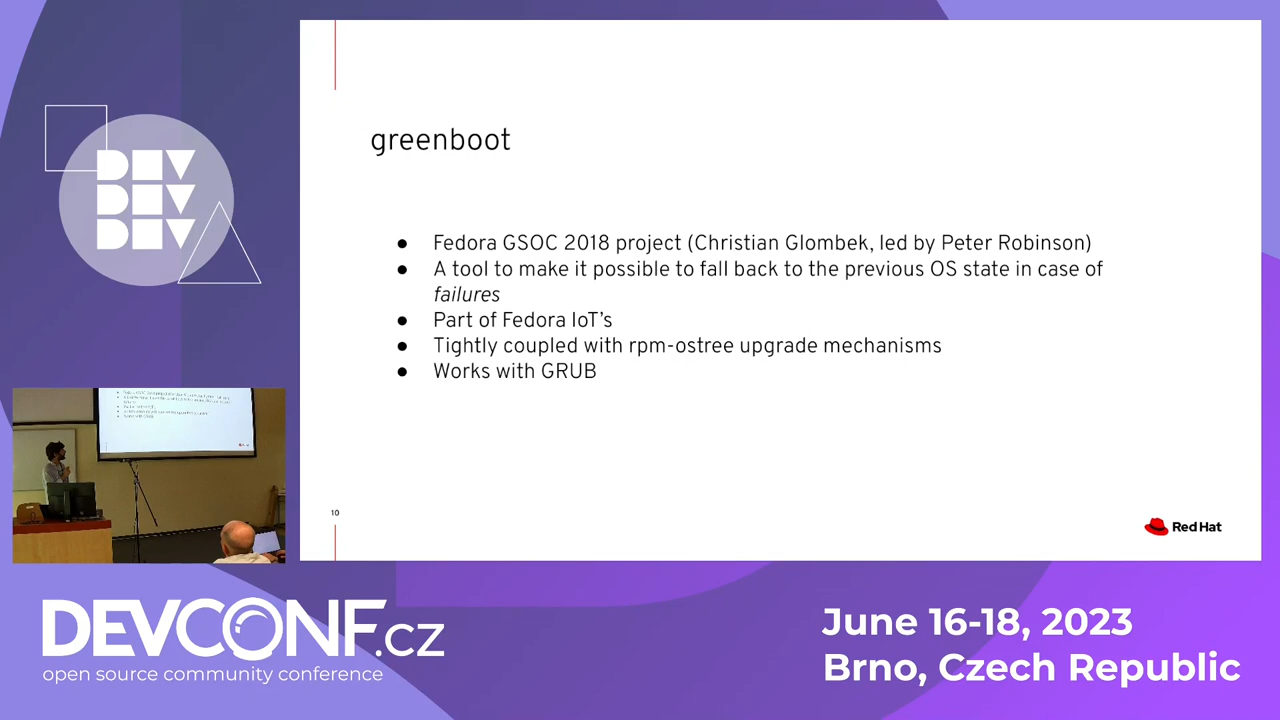 DEV
DEV
DEV
greenboot
● Fedora GSOC 2018 project (Christian Glombek, led by Peter Robinson)
● A tool to make it possible to fall back to the previous OS state in case of
failures
● Part of Fedora IoT’s
● Tightly coupled with rpm-ostree upgrade mechanisms
● Works with GRUB
10
Red Hat
DEVCONF.cz
open source community conference
June 16-18, 2023
Brno, Czech Republic